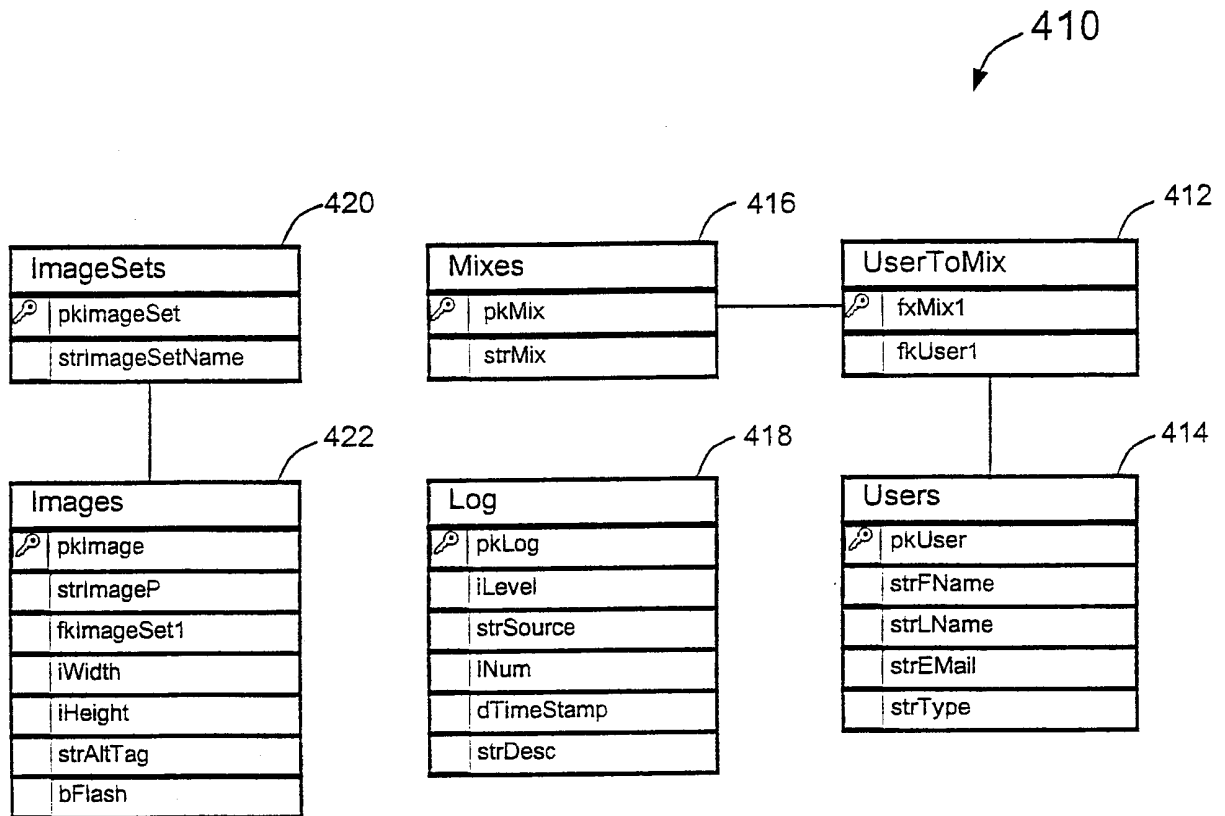 410
420
ImageSets
pkImageSet
strImageSetName
416
Mixes
pkMix
strMix
412
UserToMix
fxMix1
fkUser1
422
Images
pkImage
strImageP
fkImageSet1
iWidth
iHeight
strAltTag
bFlash
418
Log
pkLog
iLevel
strSource
iNum
dTimeStamp
strDesc
414
Users
pkUser
strFName
strLName
strEMail
strType